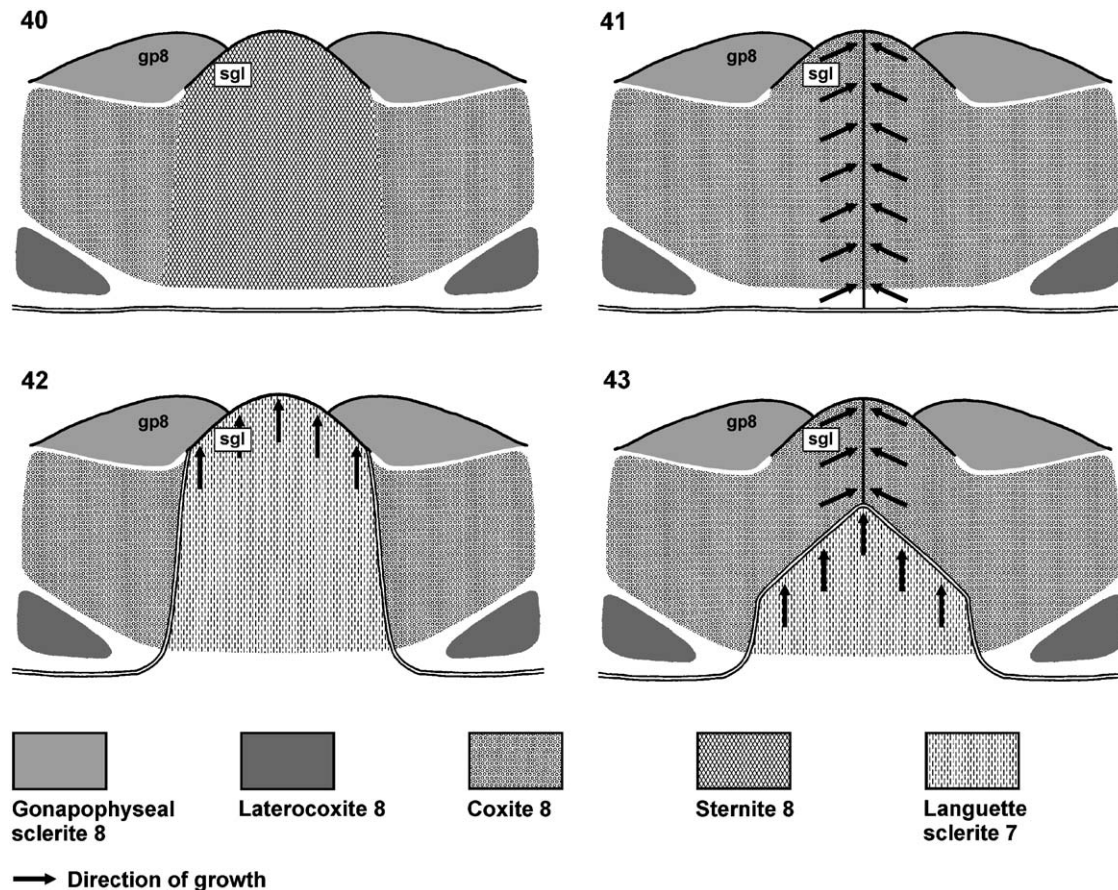 40
gp8
sgl
41
gp8
sgl
42
gp8
sgl
43
gp8
sgl
Gonapophyseal
sclerite 8
Laterocoxite 8
Coxite 8
Sternite 8
Languette
sclerite 7
Direction of growth